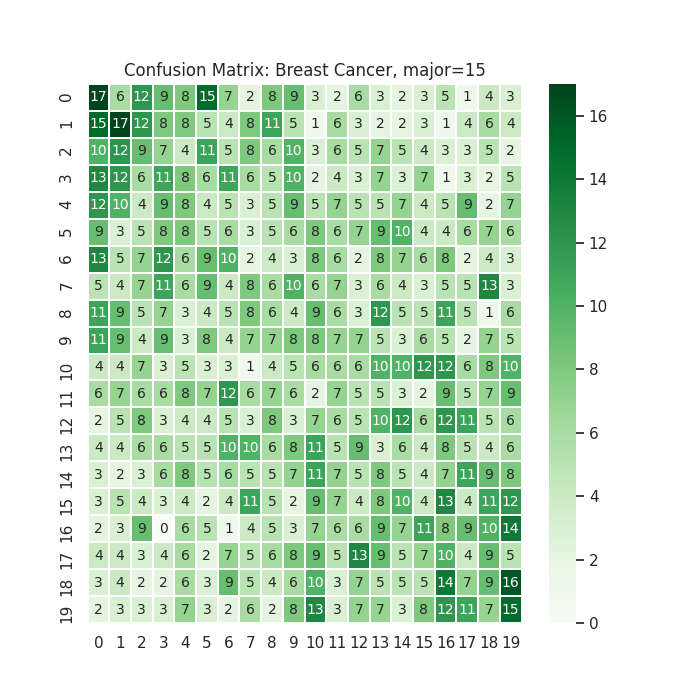 Confusion Matrix: Breast Cancer, major=15
0 17 6 12 9 8 15 7 2 8 9 3 2 6 3 2 3 5 1 4 3
1 15 17 12 8 8 5 4 8 11 5 1 6 3 2 2 3 1 4 6 4
2 10 12 9 7 4 11 5 8 6 10 3 6 5 7 5 4 3 3 5 2
3 13 12 6 11 8 6 11 6 5 10 2 4 3 7 3 7 1 3 2 5
4 12 10 4 9 8 4 5 3 5 9 5 7 5 5 7 4 5 9 2 7
5 9 3 5 8 8 5 6 3 5 6 8 6 7 9 10 4 4 6 7 6
6 13 5 7 12 6 9 10 2 4 3 8 6 2 8 7 6 8 2 4 3
7 5 4 7 11 6 9 4 8 6 10 6 7 3 6 4 3 5 5 13 3
8 11 9 5 7 3 4 5 8 6 4 9 6 3 12 5 5 11 5 1 6
9 11 9 4 9 3 8 4 7 7 8 8 7 7 5 3 6 5 2 7 5
10 4 4 7 3 5 3 3 1 4 5 6 6 6 10 10 12 12 6 8 10
11 6 7 6 6 8 7 12 6 7 6 2 7 5 5 3 2 9 5 7 9
12 2 5 8 3 4 4 5 3 8 3 7 6 5 10 12 6 12 11 5 6
13 4 4 6 6 5 5 10 10 6 8 11 5 9 3 6 4 8 5 4 6
14 3 2 3 6 8 5 6 5 5 7 11 7 5 8 5 4 7 11 9 8
15 3 5 4 3 4 2 4 11 5 2 9 7 4 8 10 4 13 4 11 12
16 2 3 9 0 6 5 1 4 5 3 7 6 6 9 7 11 8 9 10 14
17 4 4 3 4 6 2 7 5 6 8 9 5 13 9 5 7 10 4 9 5
18 3 4 2 2 6 3 9 5 4 6 10 3 7 5 5 5 14 7 9 16
19 2 3 3 3 7 3 2 6 2 8 13 3 7 7 3 8 12 11 7 15
0 1 2 3 4 5 6 7 8 9 10 11 12 13 14 15 16 17 18 19
16
14
12
10
8
6
4
2
0